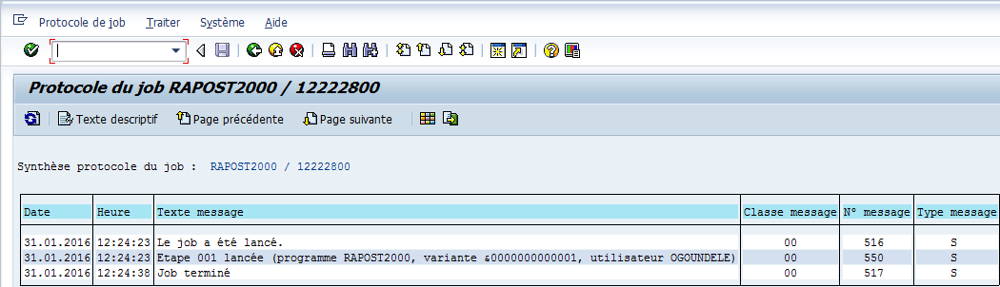 Protocole de job Traiter Système Aide
Protocole du job RAPOST2000 / 12222800
Texte descriptif Page précédente Page suivante
Synthèse protocole du job : RAPOST2000 / 12222800
Date Heure Texte message Classe message N° message Type message
31.01.2016 12:24:23 Le job a été lancé. 00 516 S
31.01.2016 12:24:23 Etape 001 lancée (programme RAPOST2000, variante &0000000000001, utilisateur OGOUNDELE) 00 550 S
31.01.2016 12:24:38 Job terminé 00 517 S